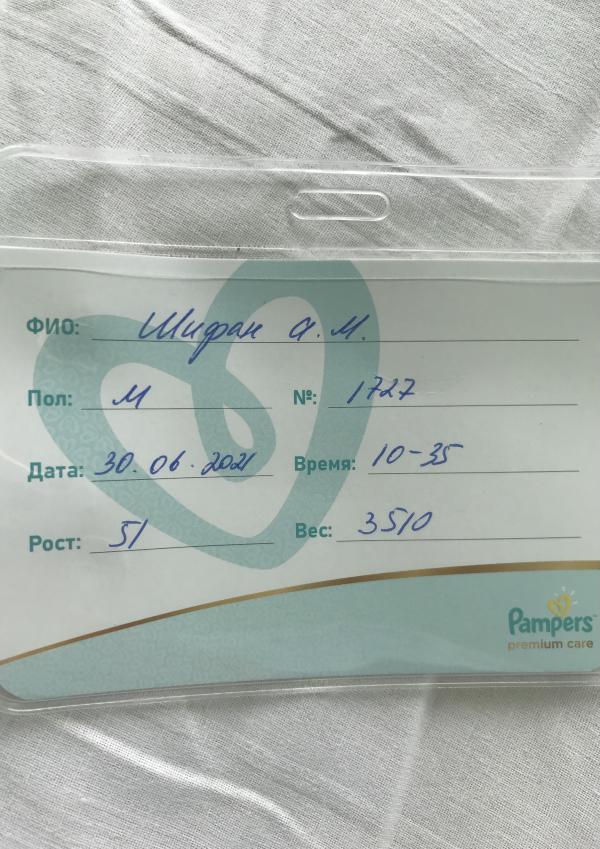 ФИО: Шифан А.М.
Пол: М №: 1727
Дата: 30.06.2021 Время: 10-35
Рост: 51 Вес: 3510
Pampers
premium care